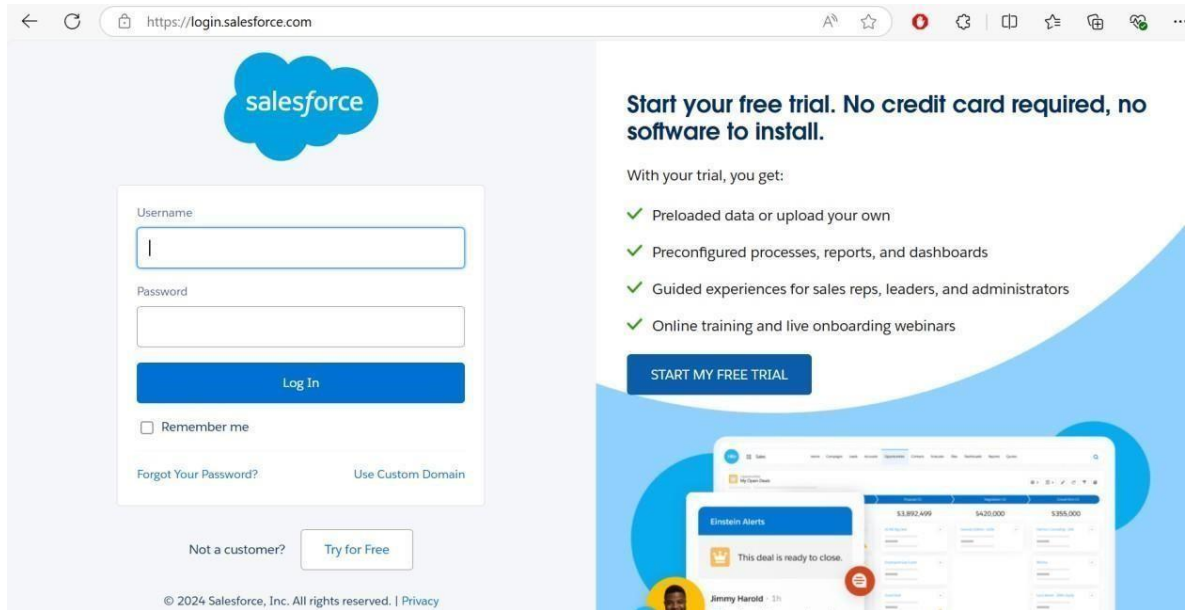 https://login.salesforce.com
salesforce
Username
Password
Log In
Remember me
Forgot Your Password? Use Custom Domain
Not a customer? Try for Free
© 2024 Salesforce, Inc. All rights reserved. | Privacy
Start your free trial. No credit card required, no
software to install.
With your trial, you get:
Preloaded data or upload your own
Preconfigured processes, reports, and dashboards
Guided experiences for sales reps, leaders, and administrators
Online training and live onboarding webinars
START MY FREE TRIAL
Sales
My Open Deals
$3,892,499 $420,000 $355,000
Einstein Alerts
This deal is ready to close.
Jimmy Harold · 1h